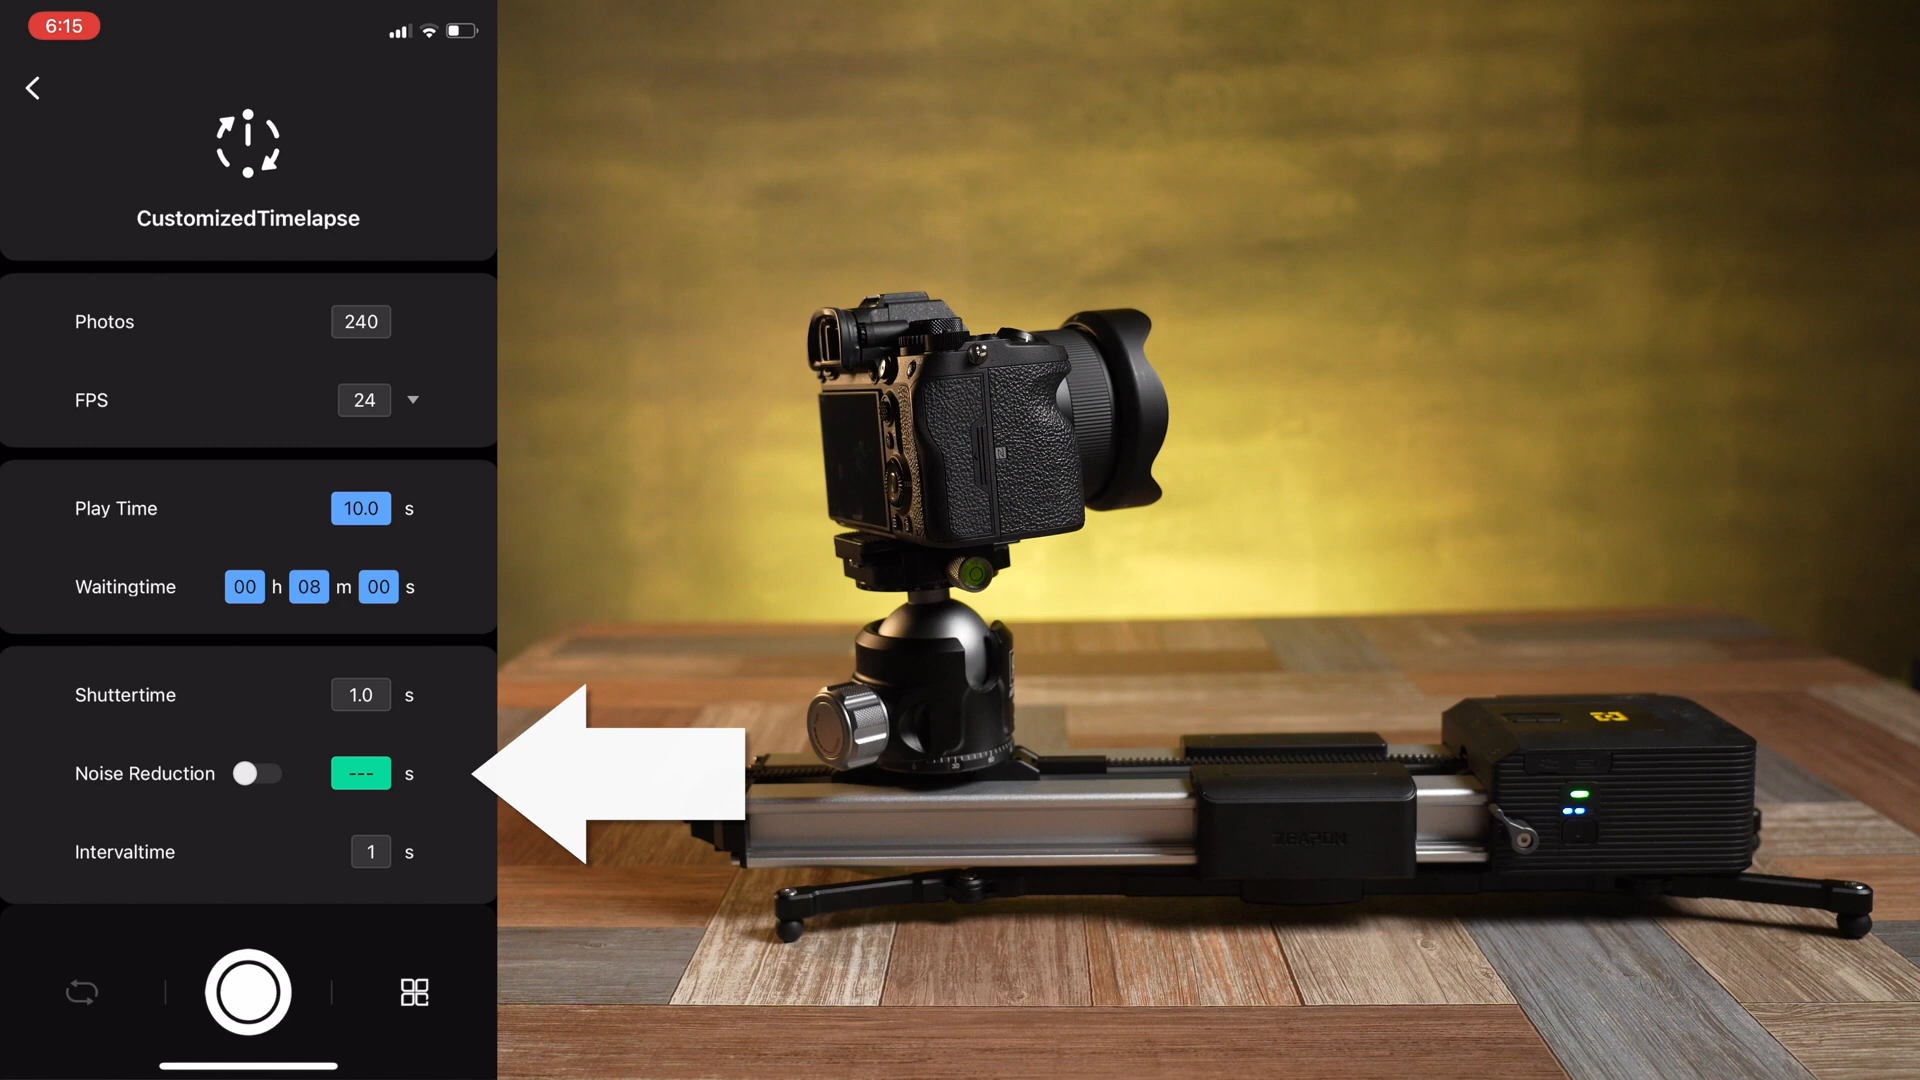 6:15
CustomizedTimelapse
Photos 240
FPS 24
Play Time 10.0 s
Waitingtime 00 h 08 m 00 s
Shuttertime 1.0 s
Noise Reduction --- s
Intervaltime 1 s
ZEAPON